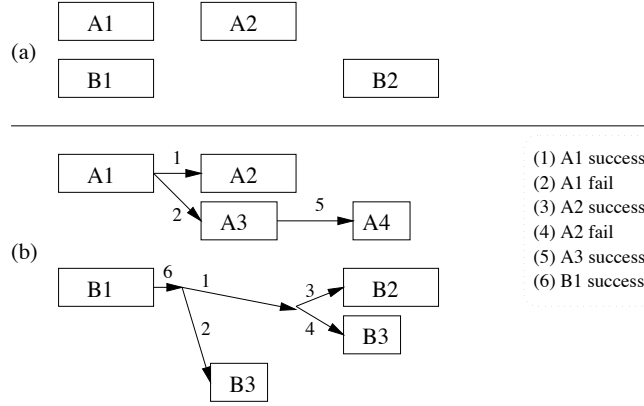 A1 A2
(a)
B1 B2
A1 1 A2
2 A3 5 A4
(b)
B1 6 1 3 B2
2 4 B3
B3
(1) A1 success
(2) A1 fail
(3) A2 success
(4) A2 fail
(5) A3 success
(6) B1 success